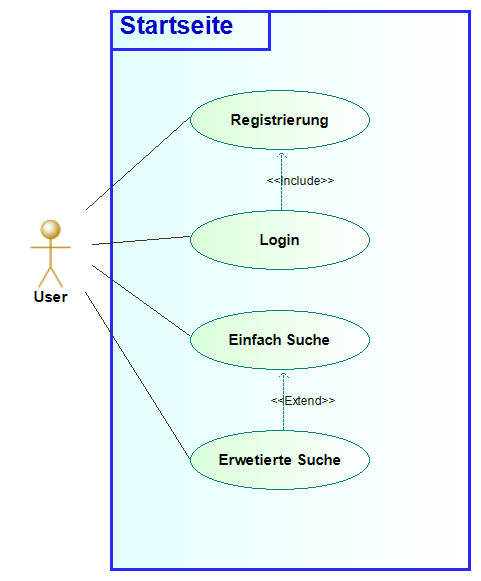 Startseite
Registrierung
<<Include>>
Login
User
Einfach Suche
<<Extend>>
Erwetierte Suche